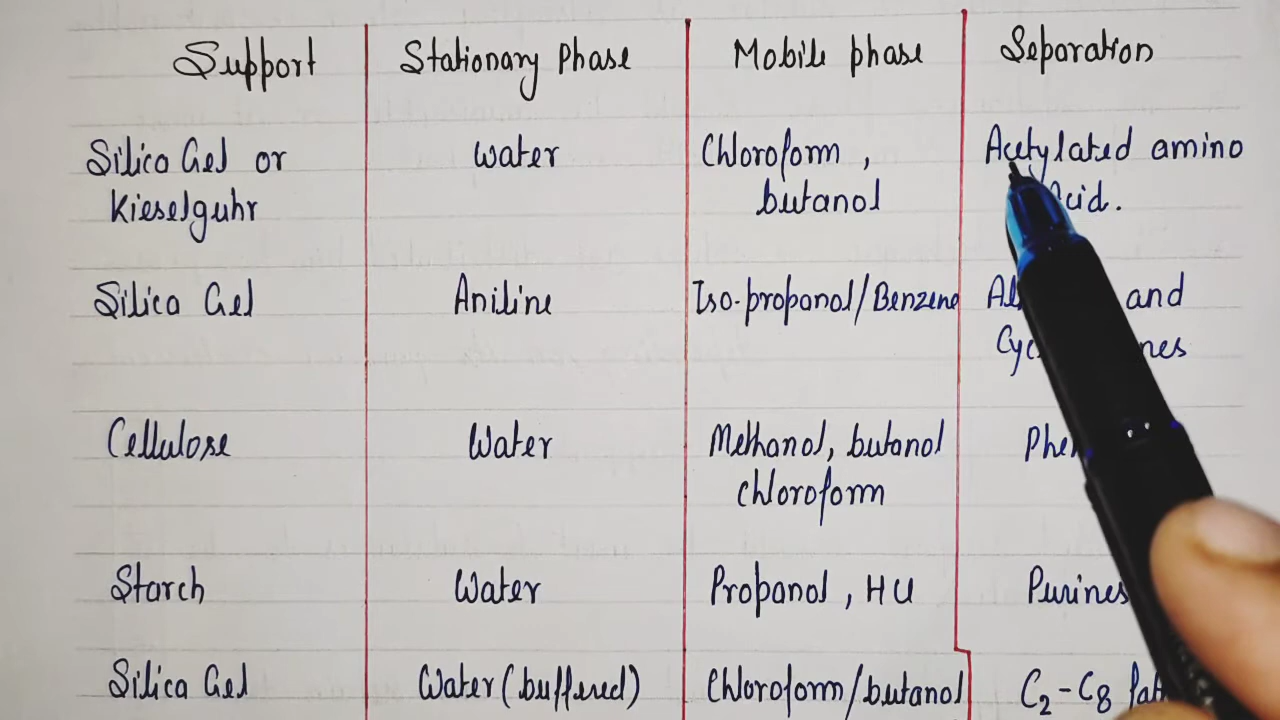 Support Stationary Phase Mobile phase Separation
Silica Gel or Water Chloroform, Acetylated amino
Kieselguhr butanol
Silica Gel Aniline Iso-propanol/Benzene and
Cellulose Water Methanol, butanol
chloroform
Starch Water Propanol, HCl Purines
Silica Gel Water (buffered) Chloroform/butanol C2-C8